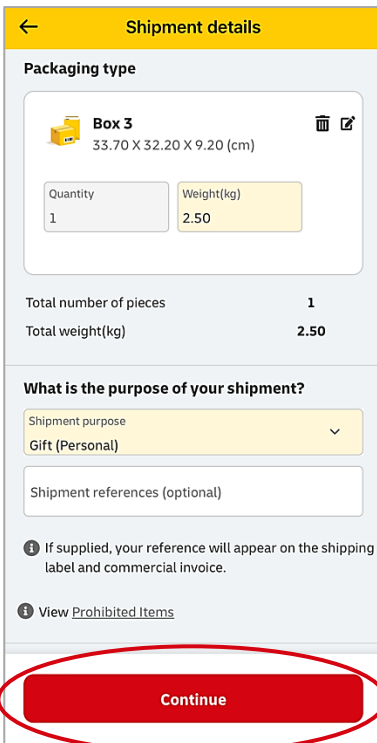 Shipment details
Packaging type
Box 3
33.70 X 32.20 X 9.20 (cm)
Quantity
1
Weight(kg)
2.50
Total number of pieces 1
Total weight(kg) 2.50
What is the purpose of your shipment?
Shipment purpose
Gift (Personal)
Shipment references (optional)
If supplied, your reference will appear on the shipping
label and commercial invoice.
View Prohibited Items
Continue